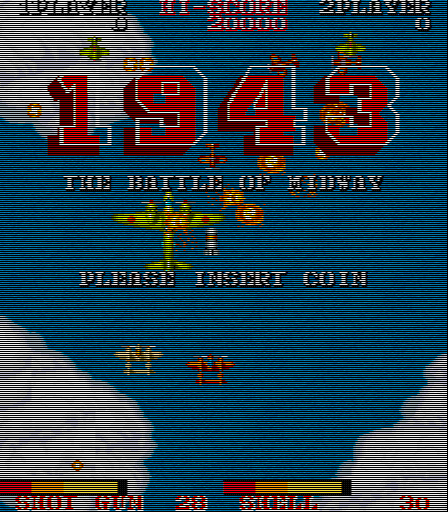 1PLAYER HI-SCORE 2PLAYER
0 20000 0
1943
THE BATTLE OF MIDWAY
PLEASE INSERT COIN
SHOT GUN 28 SHELL 30